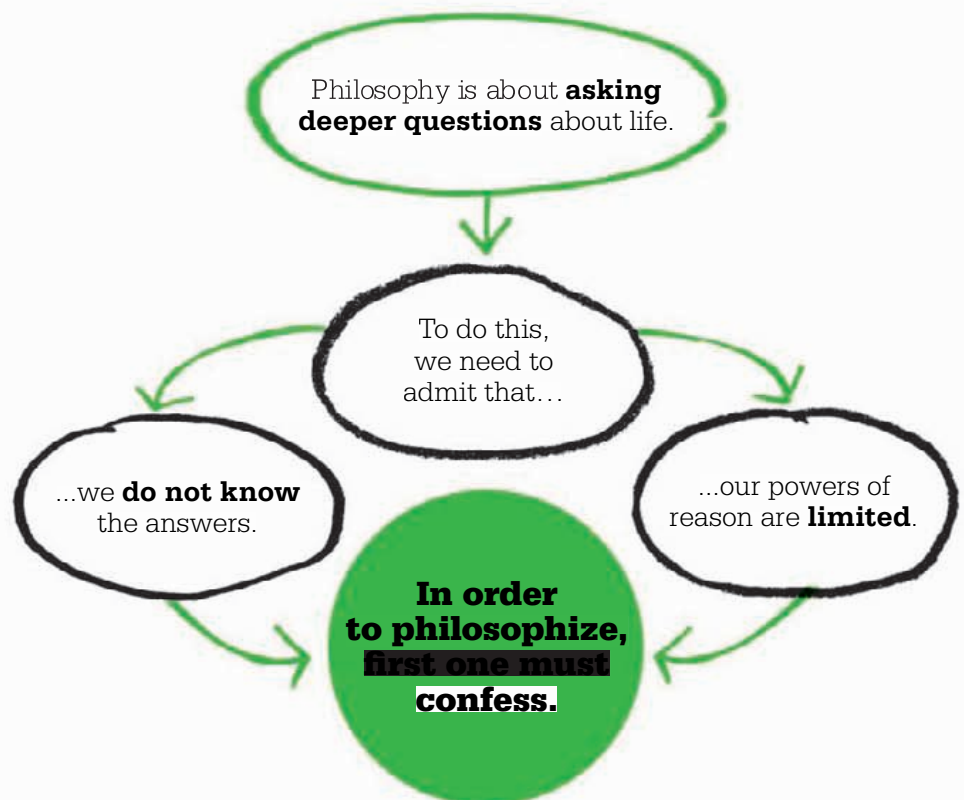 Philosophy is about asking
deeper questions about life.
To do this,
we need to
admit that…
...we do not know
the answers.
...our powers of
reason are limited.
In order
to philosophize,
first one must
confess.